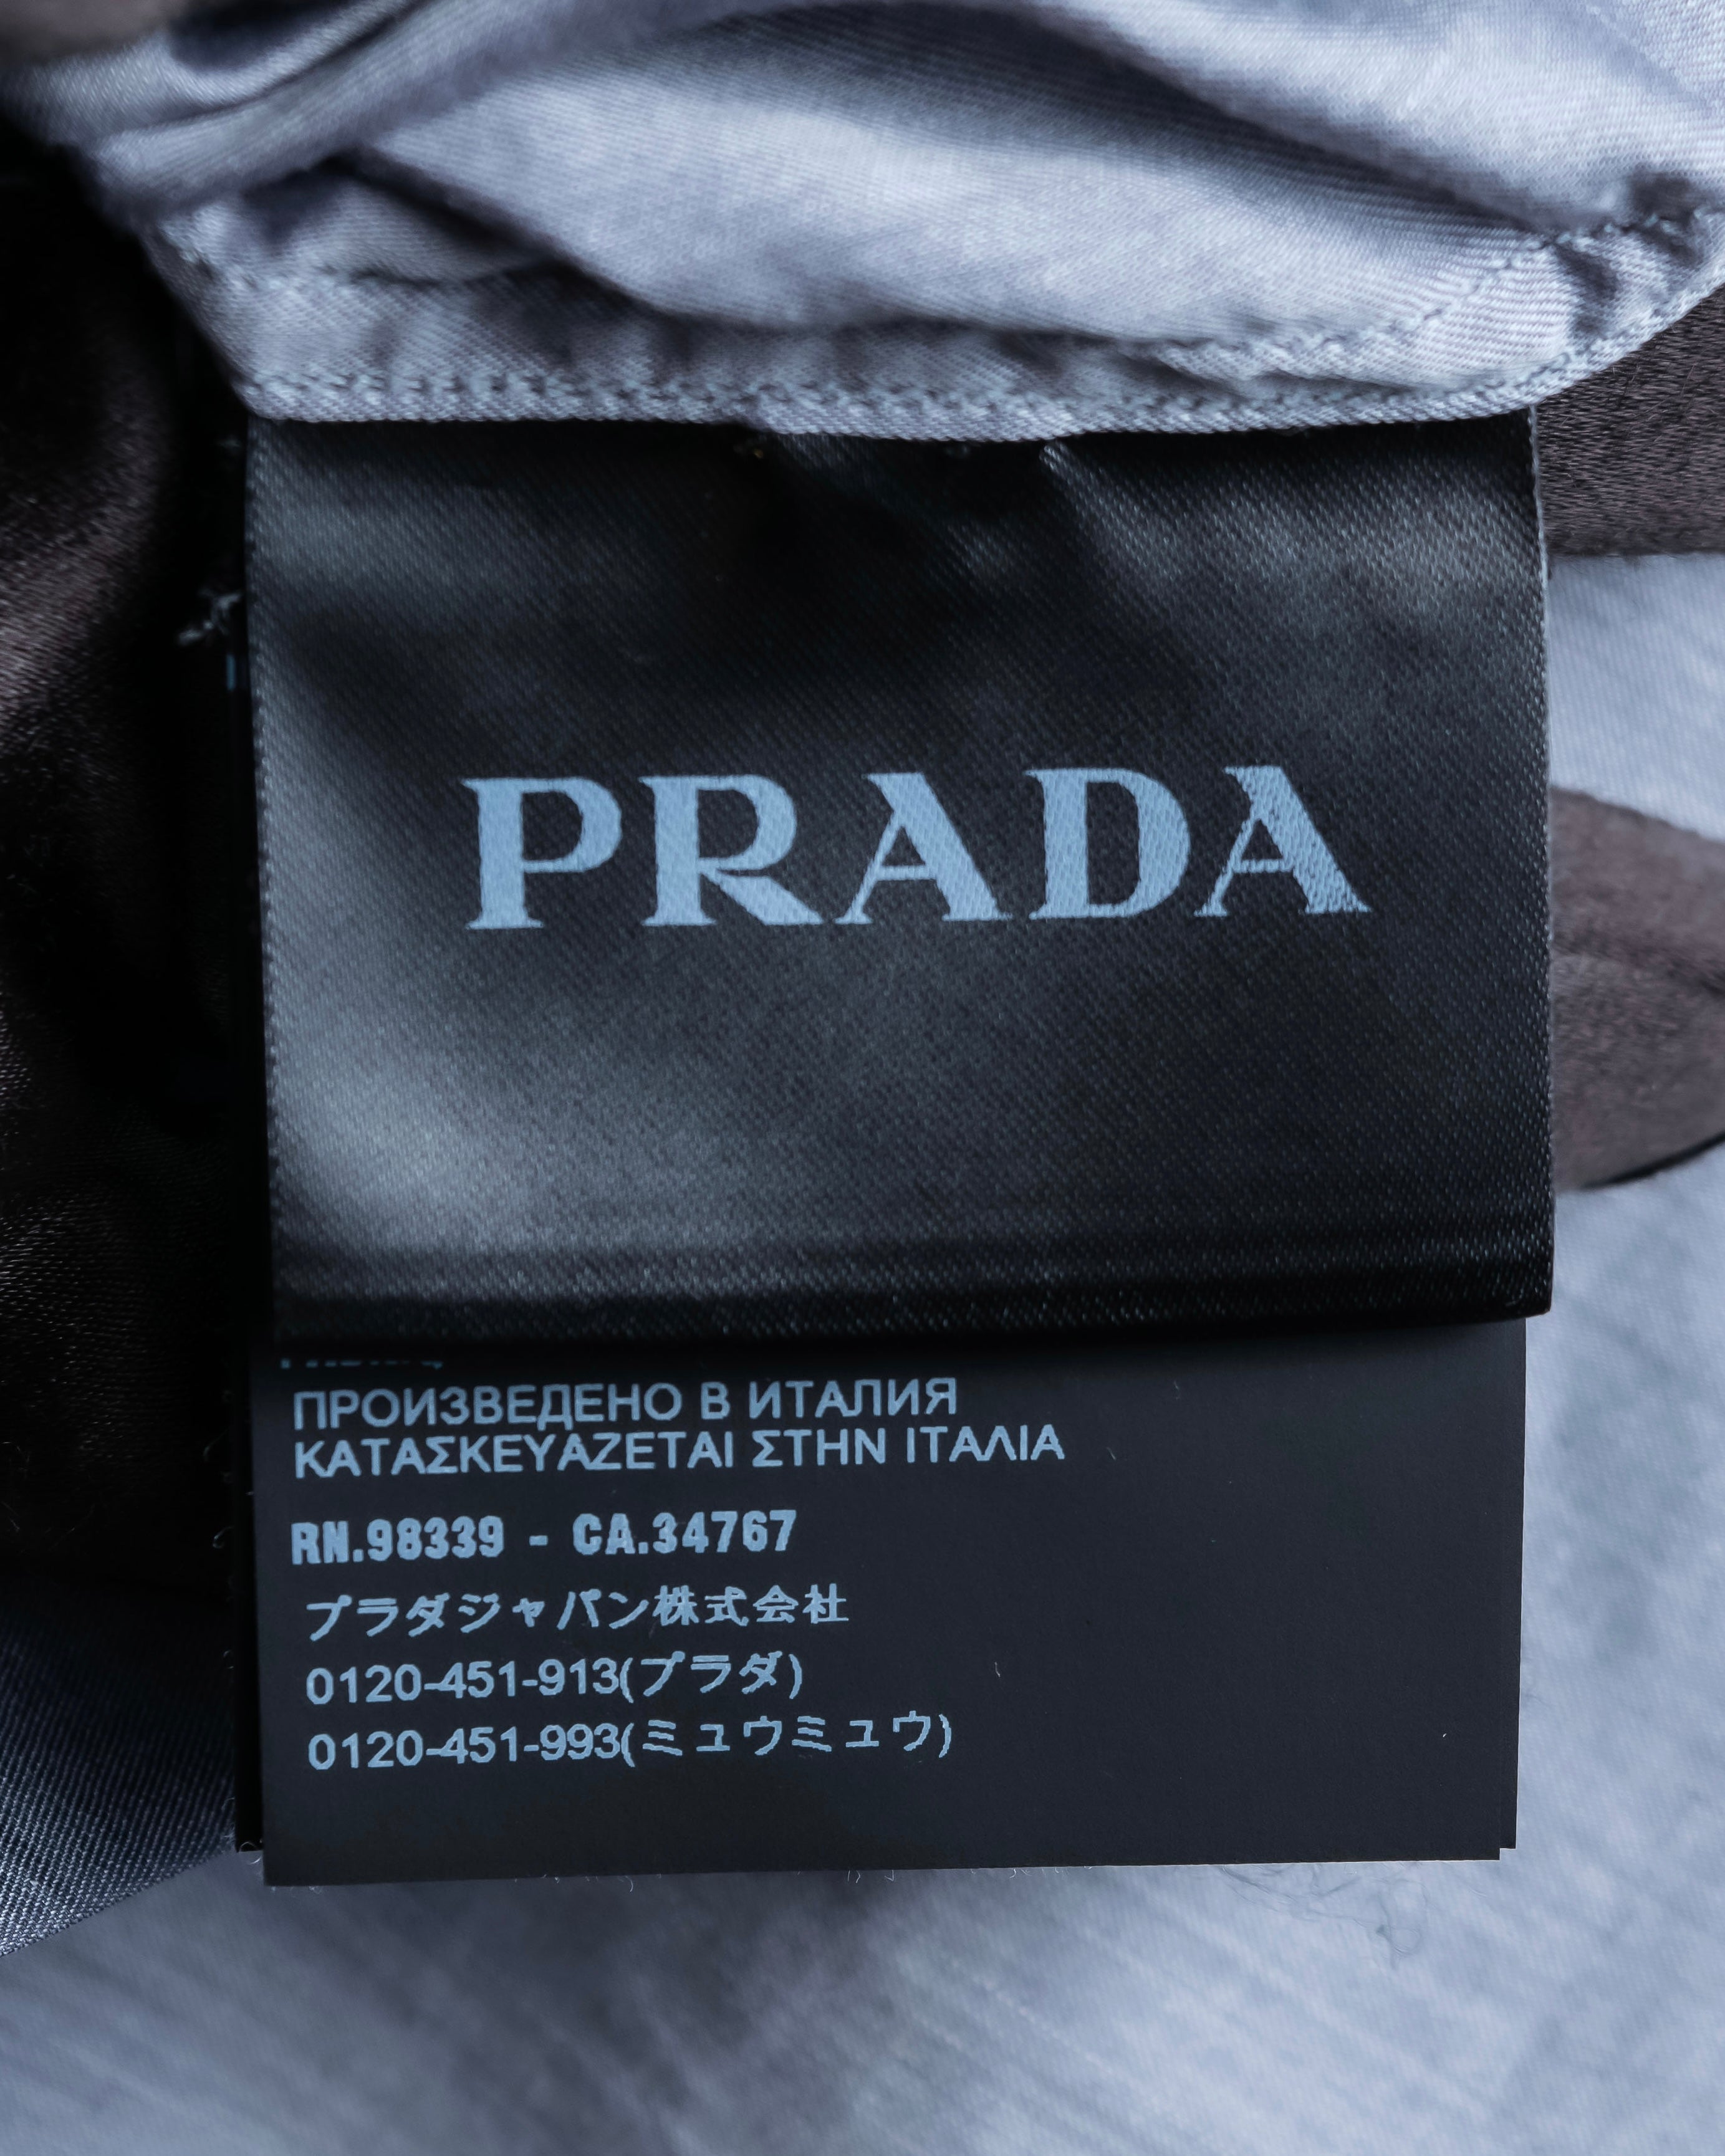 PRADA
ПРОИЗВЕДЕНО В ИТАЛИЯ
ΚΑΤΑΣΚΕΥΑΖΕΤΑΙ ΣΤΗΝ ΙΤΑΛΙΑ
RN.98339 - CA.34767
プラダジャパン株式会社
0120-451-913(プラダ)
0120-451-993(ミュウミュウ)